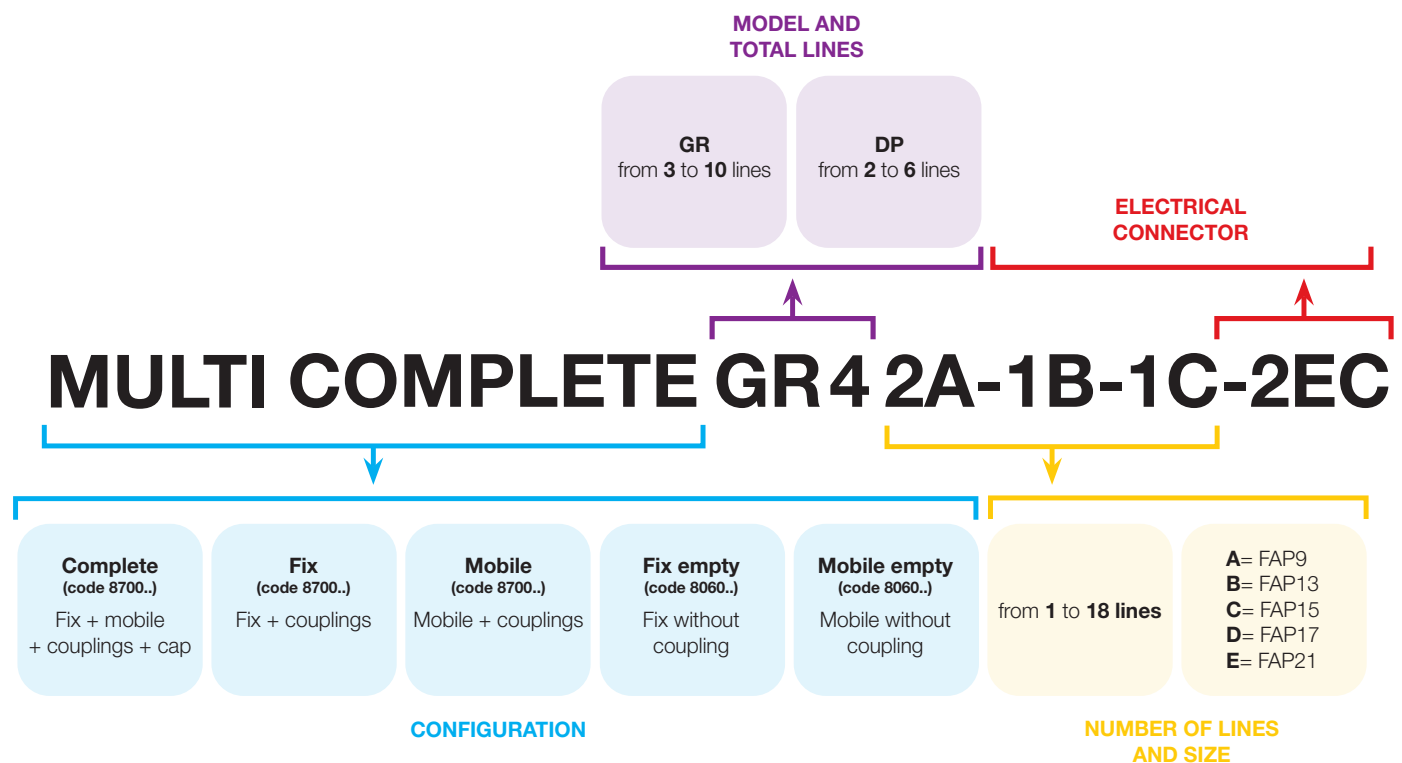 MODEL AND
TOTAL LINES
GR
from 3 to 10 lines
DP
from 2 to 6 lines
ELECTRICAL
CONNECTOR
MULTI COMPLETE GR4 2A-1B-1C-2EC
Complete
(code 8700..)
Fix + mobile
+ couplings + cap
Fix
(code 8700..)
Fix + couplings
Mobile
(code 8700..)
Mobile + couplings
Fix empty
(code 8060..)
Fix without
coupling
Mobile empty
(code 8060..)
Mobile without
coupling
from 1 to 18 lines
A= FAP9
B= FAP13
C= FAP15
D= FAP17
E= FAP21
CONFIGURATION
NUMBER OF LINES
AND SIZE